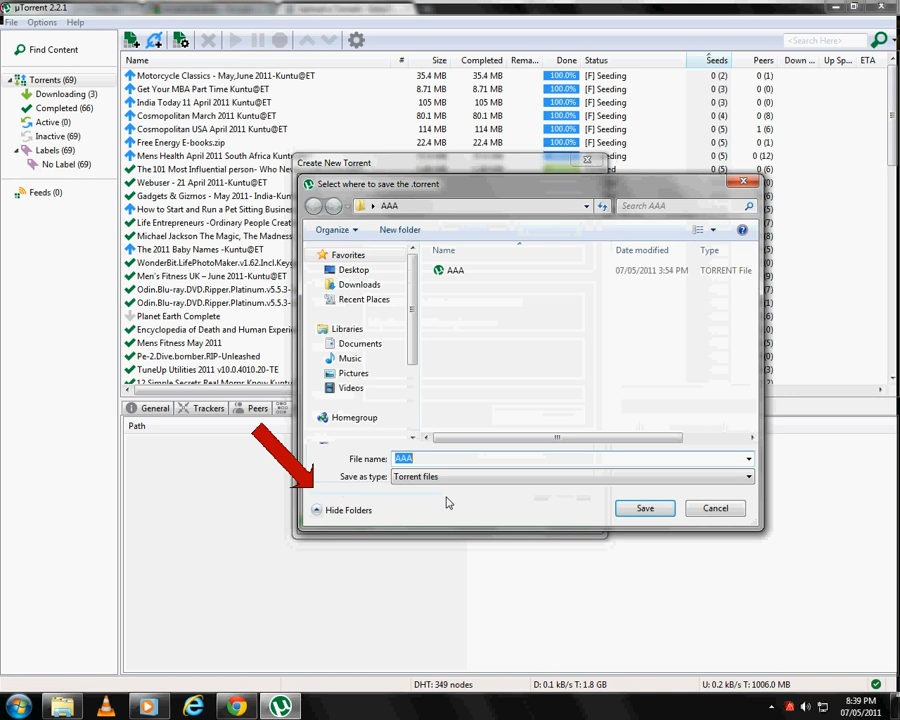 µTorrent 2.2.1
File Options Help
<Search Here>
Find Content
Torrents (69)
Downloading (3)
Completed (66)
Active (0)
Inactive (69)
Labels (69)
No Label (69)
Feeds (0)
Name # Size Completed Rema... Done Status Seeds Peers Down ... Up Sp... ETA
Motorcycle Classics - May,June 2011-Kuntu@ET 35.4 MB 35.4 MB 100.0% [F] Seeding 0 (2) 0 (1)
Get Your MBA Part Time Kuntu@ET 8.71 MB 8.71 MB 100.0% [F] Seeding 0 (3) 0 (0)
India Today 11 April 2011 Kuntu@ET 105 MB 105 MB 100.0% [F] Seeding 0 (3) 0 (2)
Cosmopolitan March 2011 Kuntu@ET 80.1 MB 80.1 MB 100.0% [F] Seeding 0 (4) 0 (8)
Cosmopolitan USA April 2011 Kuntu@ET 114 MB 114 MB 100.0% [F] Seeding 0 (5) 1 (6)
Free Energy E-books.zip 22.4 MB 22.4 MB 100.0% [F] Seeding 0 (5) 0 (0)
Mens Health April 2011 South Africa Kuntu [F] Seeding 0 (5) 0 (12)
The 101 Most Influential person- Who Neve
Webuser - 21 April-2011-Kuntu@ET
Gadgets & Gizmos - May 2011- India-Kuntu
How to Start and Run a Pet Sitting Business
Life Entrepreneurs -Ordinary People Creatin
Michael Jackson The Magic, The Madness,
The 2011 Baby Names -Kuntu@ET
WonderBit.LifePhotoMaker.v1.62.Incl.Keyg
Men's Fitness UK – June 2011-Kuntu@ET
Odin.Blu-ray.DVD.Ripper.Platinum.v5.5.3-
Odin.Blu-ray.DVD.Ripper.Platinum.v5.5.3-
Planet Earth Complete
Encyclopedia of Death and Human Experie
Mens Fitness May 2011
Pe-2.Dive.bomber.RIP-Unleashed
TuneUp Utilities 2011 v10.0.4010.20-TE
12 Simple Secrets Real Moms Know Kuntu
General Trackers Peers
Path
Create New Torrent
Select where to save the .torrent
AAA
Search AAA
Organize New folder
Favorites
Desktop
Downloads
Recent Places
Libraries
Documents
Music
Pictures
Videos
Homegroup
Name Date modified Type
AAA 07/05/2011 3:54 PM TORRENT File
File name: AAA
Save as type: Torrent files
Hide Folders Save Cancel
DHT: 349 nodes D: 0.1 kB/s T: 1.8 GB U: 0.2 kB/s T: 1006.0 MB
8:39 PM
07/05/2011